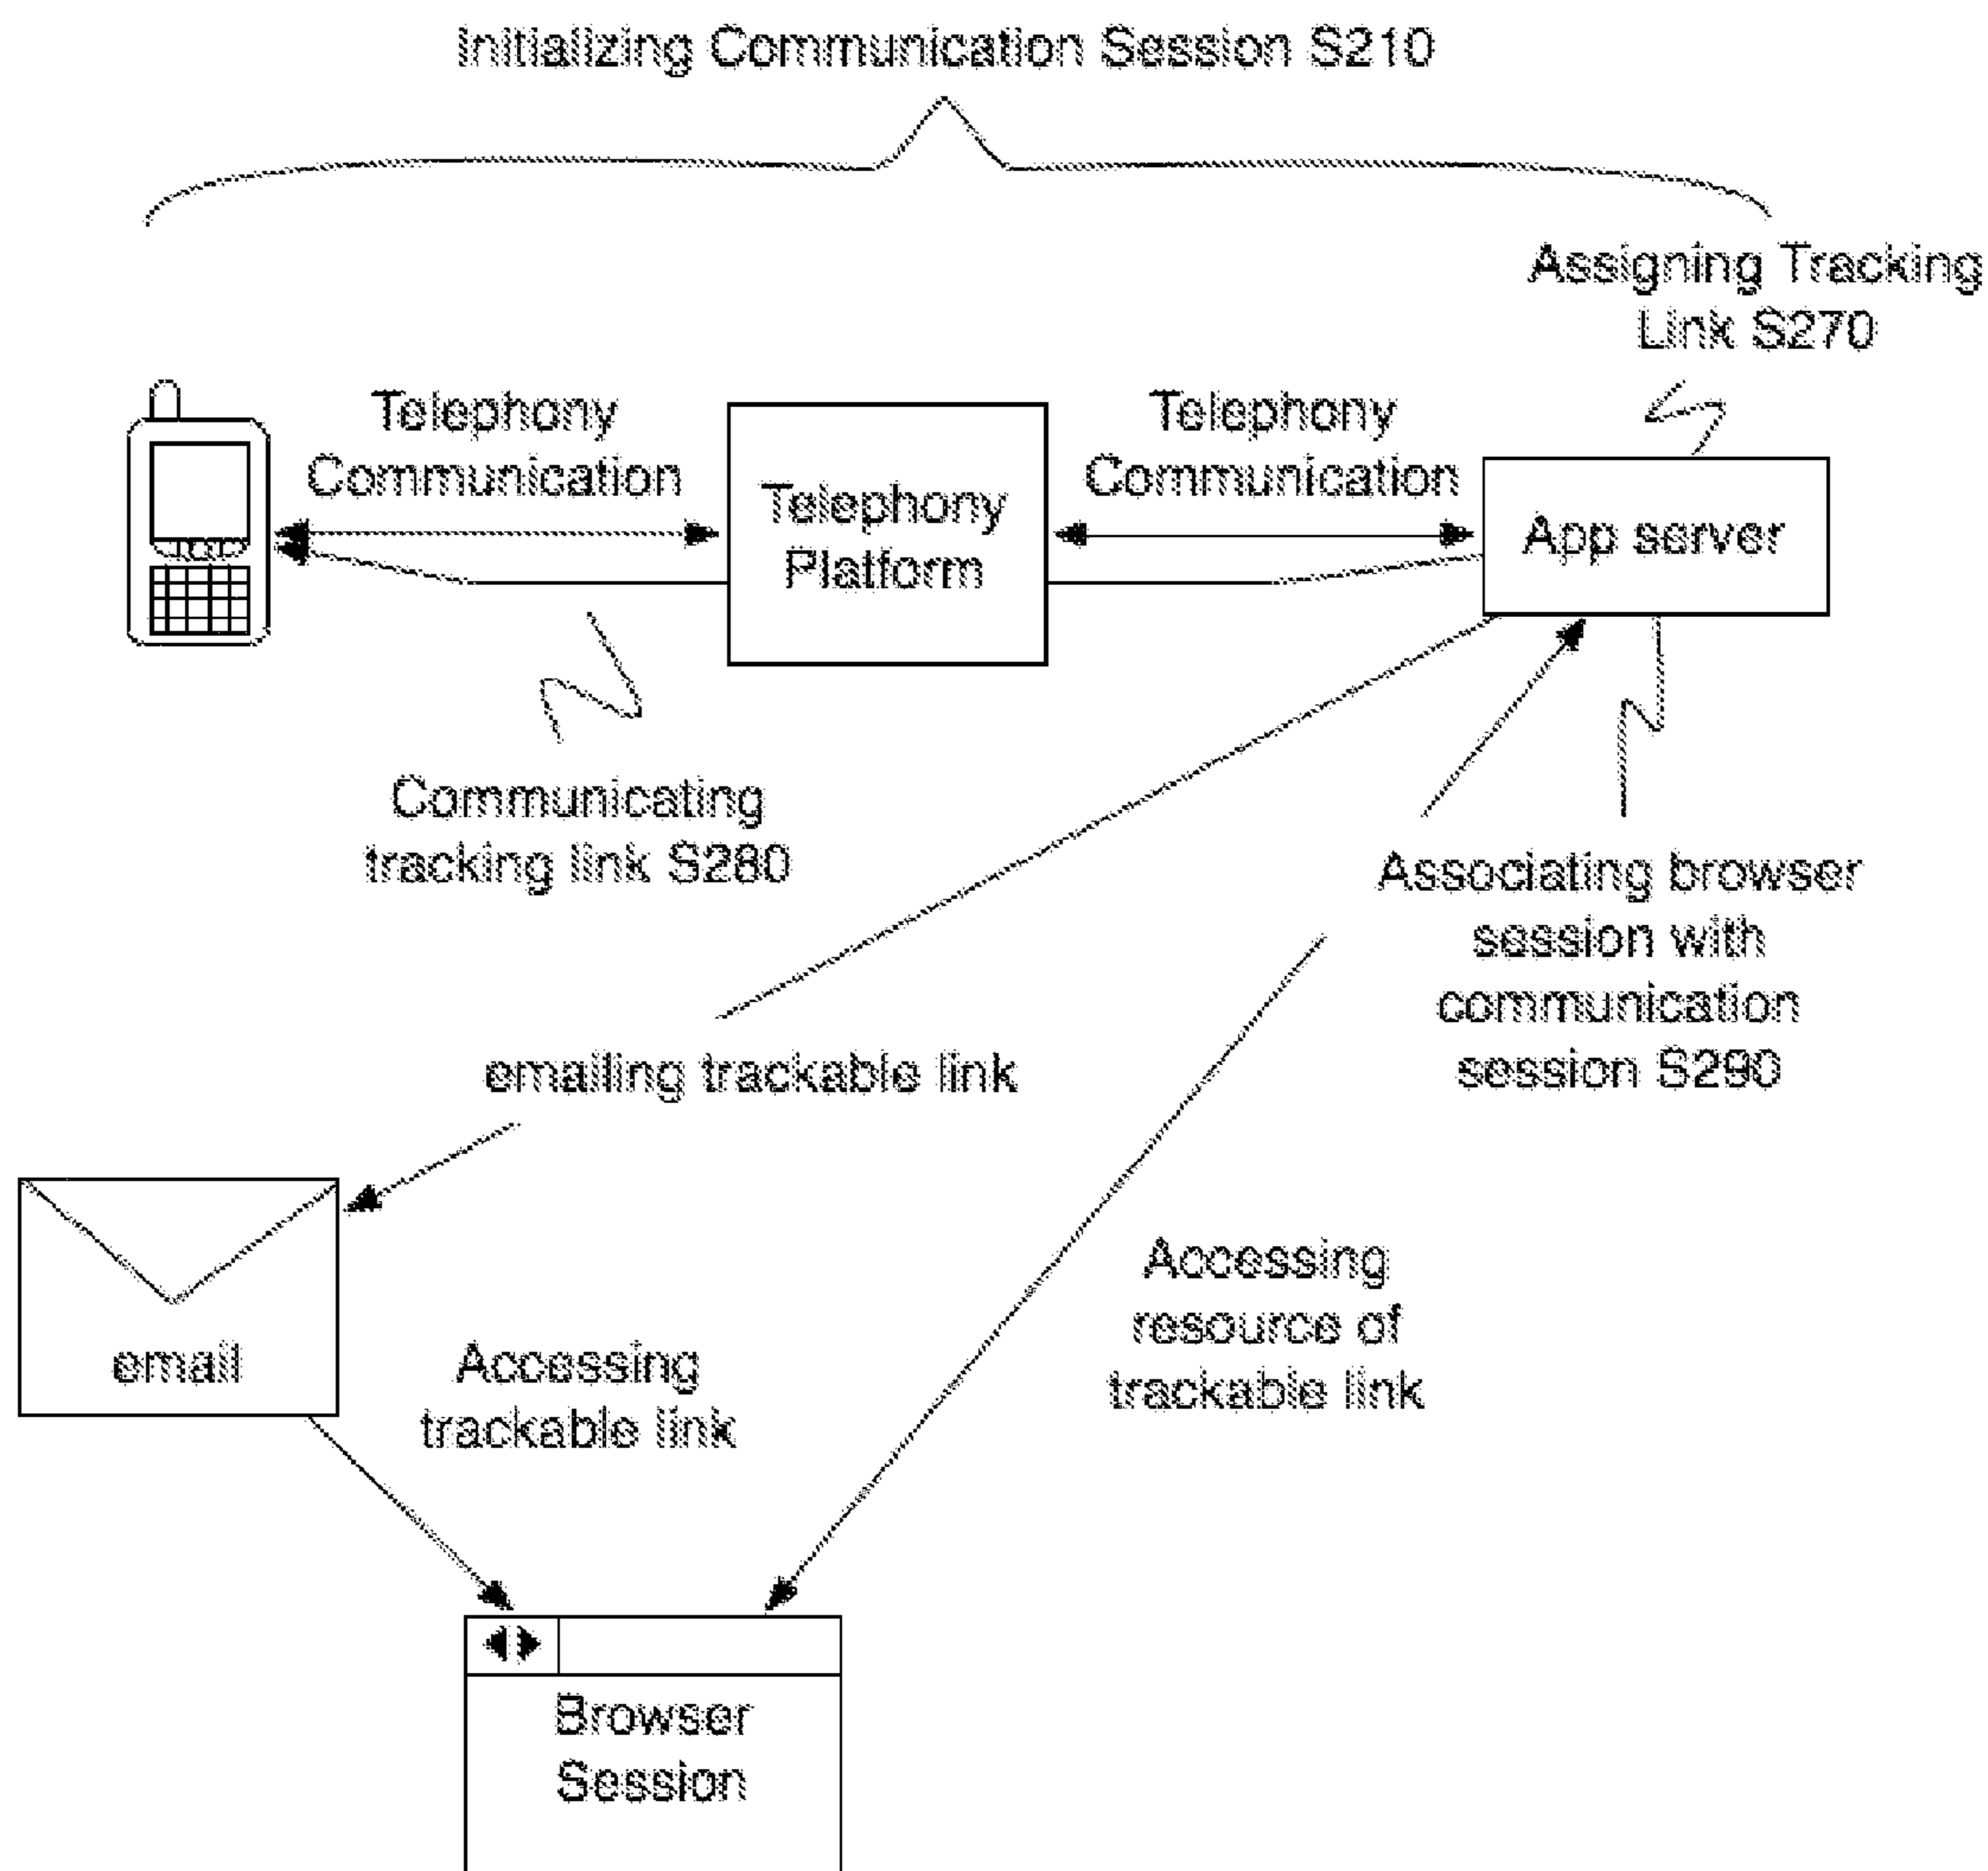 Initializing Communication Session S210
Assigning Tracking
Link S270
Telephony
Communication
Telephony
Platform
Telephony
Communication
App server
Communicating
tracking link S280
Associating browser
session with
communication
session S290
emailing trackable link
email
Accessing
trackable link
Accessing
resource of
trackable link
Browser
Session